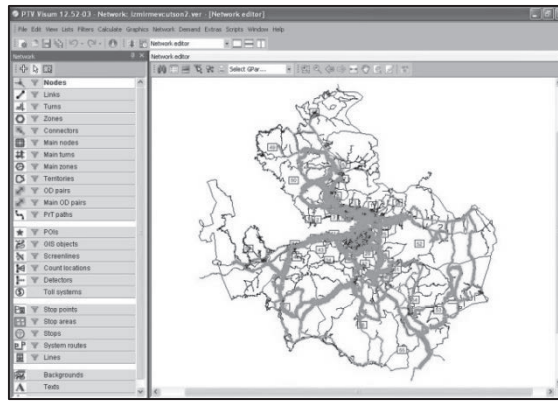 PTV Visum 12.52-03 - Network: izmirmevcutson2.ver - [Network editor]
File Edit View Lists Filters Calculate Graphics Network Demand Extras Scripts Window Help
Network editor
Network
Network editor
Select GPar...
Nodes
Links
Turns
Zones
Connectors
Main nodes
Main turns
Main zones
Territories
OD pairs
Main OD pairs
PrT paths
POIs
GIS objects
Screenlines
Count locations
Detectors
Toll systems
Stop points
Stop areas
Stops
System routes
Lines
Backgrounds
Texts